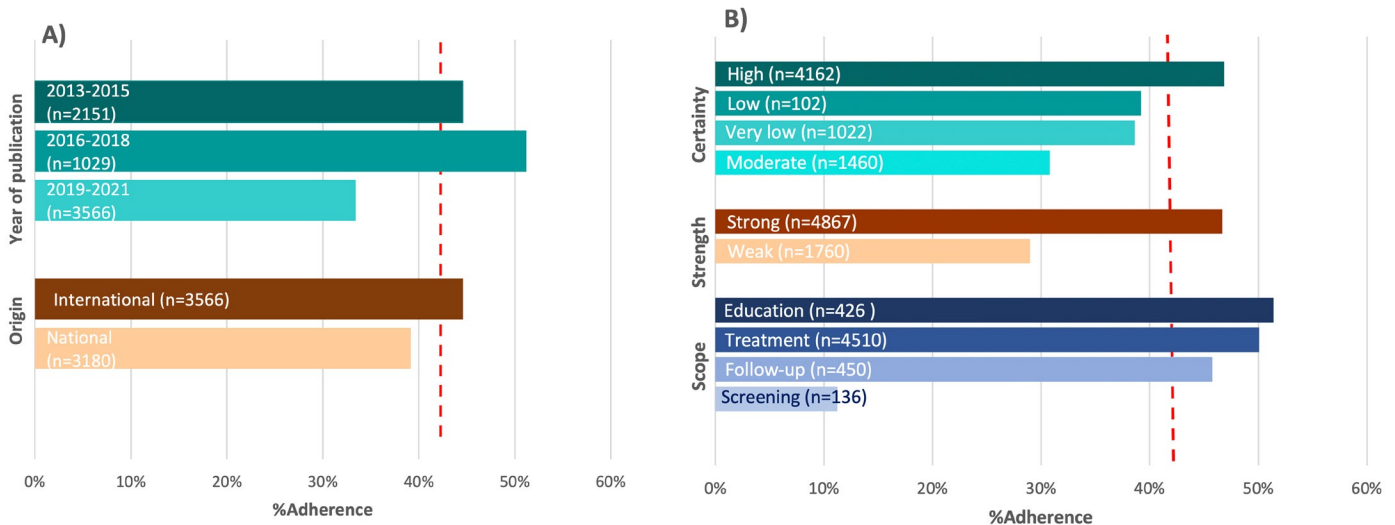 A)
Year of publication
2013-2015
(n=2151)
2016-2018
(n=1029)
2019-2021
(n=3566)
Origin
International (n=3566)
National
(n=3180)
0% 10% 20% 30% 40% 50% 60%
%Adherence
B)
Certainty
High (n=4162)
Low (n=102)
Very low (n=1022)
Moderate (n=1460)
Strength
Strong (n=4867)
Weak (n=1760)
Scope
Education (n=426 )
Treatment (n=4510)
Follow-up (n=450)
Screening (n=136)
0% 10% 20% 30% 40% 50% 60%
%Adherence